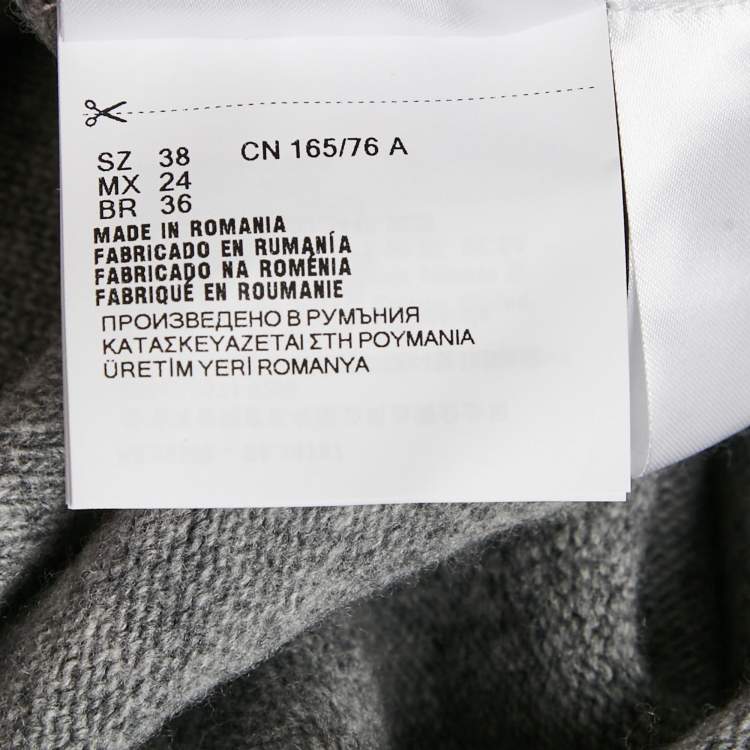 SZ 38 CN 165/76 A
MX 24
BR 36
MADE IN ROMANIA
FABRICADO EN RUMANÍA
FABRICADO NA ROMÉNIA
FABRIQUÉ EN ROUMANIE
ПРОИЗВЕДЕНО В РУМЪНИЯ
ΚΑΤΑΣΚΕΥΑΖΕΤΑΙ ΣΤΗ ΡΟΥΜΑΝΙΑ
ÜRETİM YERİ ROMANYA